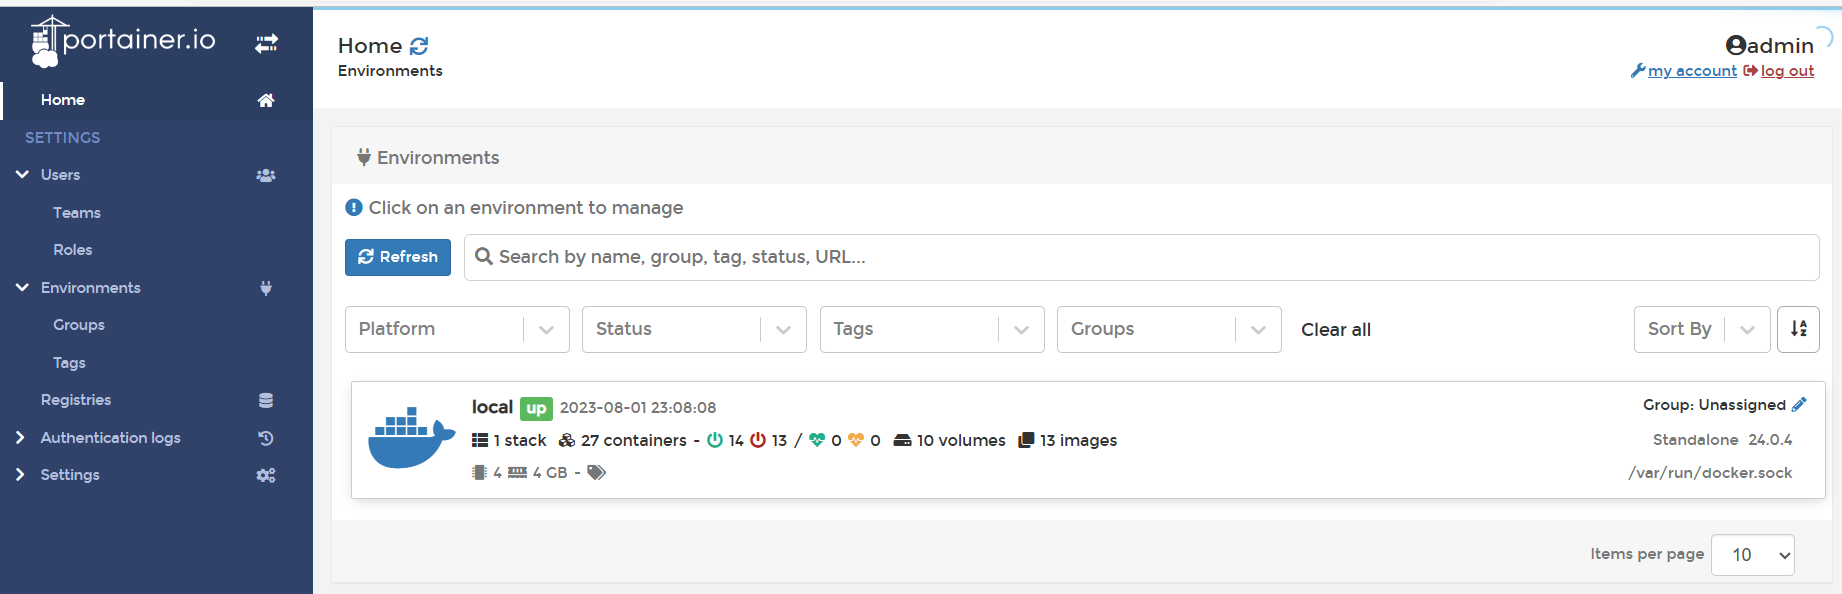 portainer.io
Home
SETTINGS
Users
Teams
Roles
Environments
Groups
Tags
Registries
Authentication logs
Settings
Home
Environments
admin
my account log out
Environments
Click on an environment to manage
Refresh Search by name, group, tag, status, URL...
Platform Status Tags Groups Clear all Sort By
local up 2023-08-01 23:08:08 Group: Unassigned
1 stack 27 containers - 14 13 / 0 0 10 volumes 13 images Standalone 24.0.4
4 4 GB - /var/run/docker.sock
Items per page 10